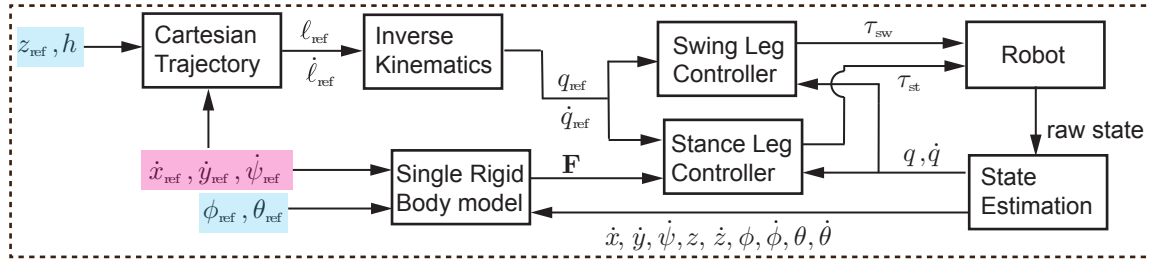 z_ref , h
Cartesian
Trajectory
ℓ_ref
ℓ̇_ref
Inverse
Kinematics
q_ref
q̇_ref
Swing Leg
Controller
τ_sw
Robot
τ_st
raw state
Stance Leg
Controller
q , q̇
State
Estimation
ẋ_ref , ẏ_ref , ψ̇_ref
ϕ_ref , θ_ref
Single Rigid
Body model
F
ẋ, ẏ, ψ̇, z, ż, ϕ, ϕ̇, θ, θ̇